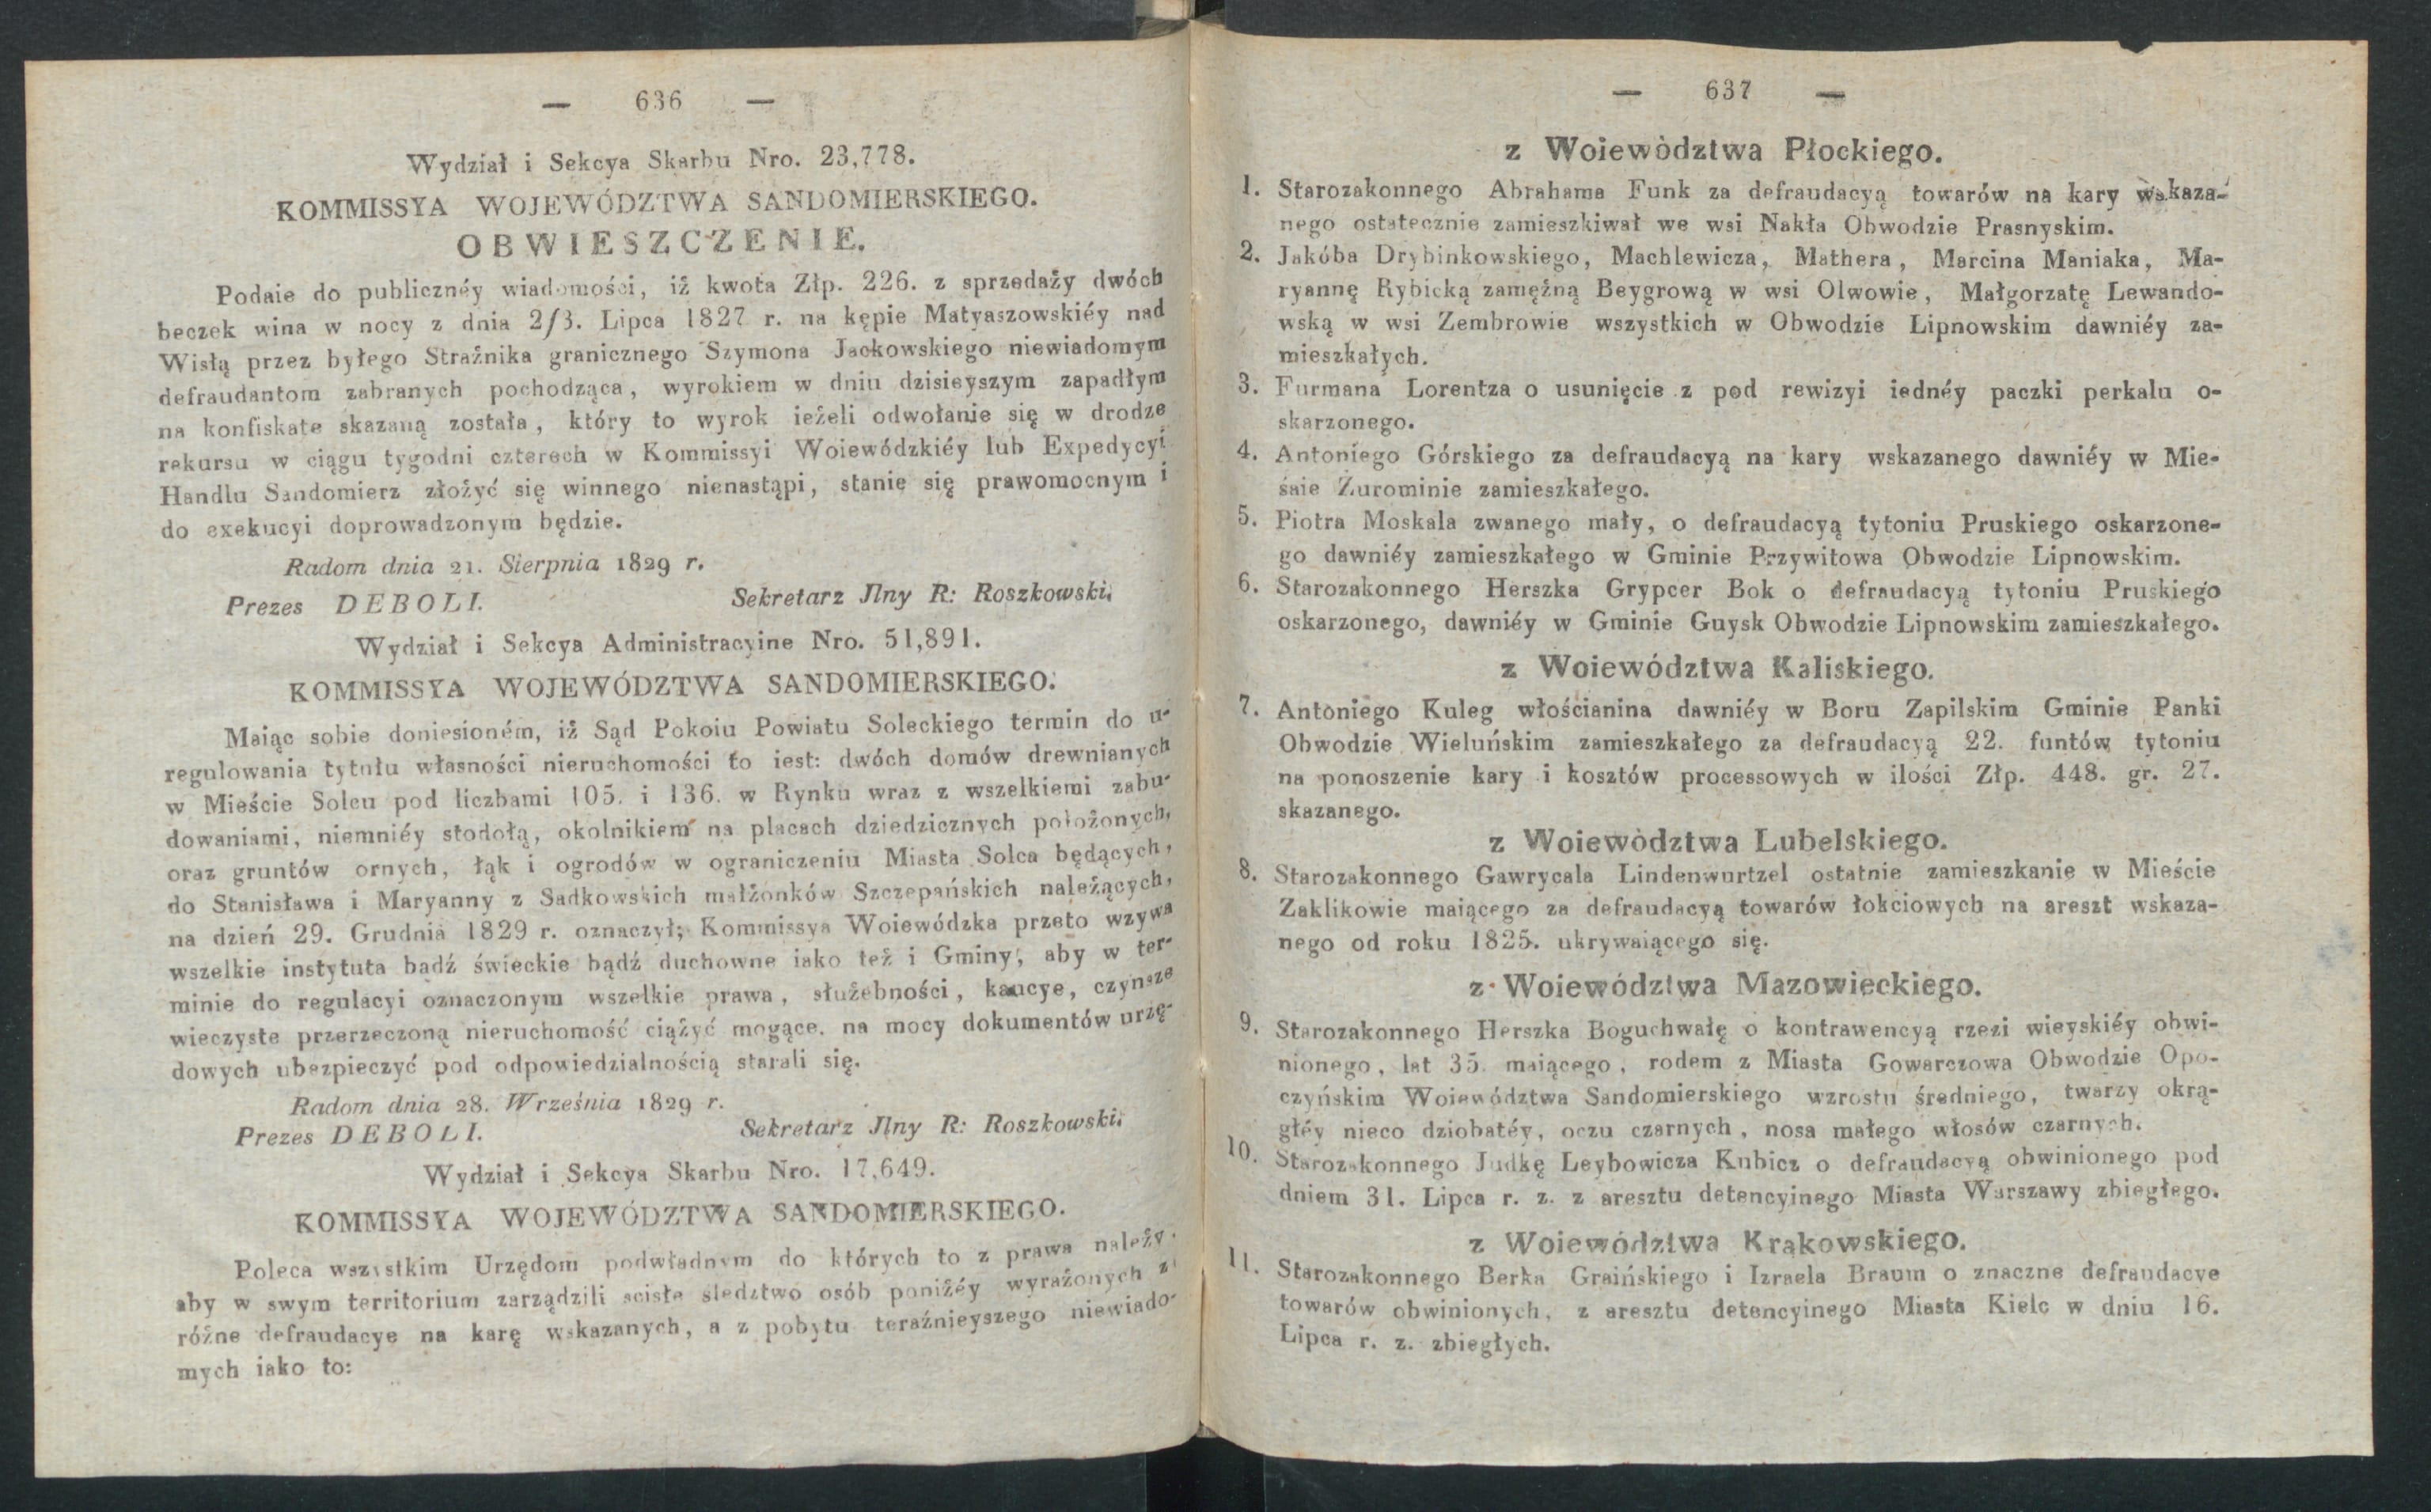 — 636 —
Wydział i Sekcya Skarbu Nro. 23,778.
KOMMISSYA WOJEWÓDZTWA SANDOMIERSKIEGO.
OBWIESZCZENIE.
Podaie do publicznéy wiadomości, iż kwota Złp. 226. z sprzedaży dwóch
beczek wina w nocy z dnia 2/3. Lipca 1827 r. na kępie Matyaszowskiéy nad
Wisłą przez byłego Strażnika granicznego Szymona Jackowskiego niewiadomym
defraudantom zabranych pochodząca, wyrokiem w dniu dzisieyszym zapadłym
na konfiskate skazaną została, który to wyrok ieżeli odwołanie się w drodze
rekursu w ciągu tygodni czterech w Kommissyi Woiewódzkiéy lub Expedycyi
Handlu Sandomierz złożyć się winnego nienastąpi, stanie się prawomocnym i
do exekucyi doprowadzonym będzie.
Radom dnia 21. Sierpnia 1829 r.
Prezes DEBOLI. Sekretarz Jlny R: Roszkowski.
Wydział i Sekcya Administracyine Nro. 51,891.
KOMMISSYA WOJEWÓDZTWA SANDOMIERSKIEGO.
Maiąc sobie doniesioném, iż Sąd Pokoiu Powiatu Soleckiego termin do u-
regulowania tytułu własności nieruchomości to iest: dwóch domów drewnianych
w Mieście Solcu pod liczbami 105. i 136. w Rynku wraz z wszelkiemi zabu-
dowaniami, niemniéy stodołą, okolnikiem na placach dziedzicznych położonych,
oraz gruntów ornych, łąk i ogrodów w ograniczeniu Miasta Solca będących,
do Stanisława i Maryanny z Sadkowskich małżonków Szczepańskich należących,
na dzień 29. Grudnia 1829 r. oznaczył; Kommissya Woiewódzka przeto wzywa
wszelkie instytuta bądź świeckie bądź duchowne iako też i Gminy, aby w ter-
minie do regulacyi oznaczonym wszelkie prawa, służebności, kaucye, czynsze
wieczyste przerzeczoną nieruchomość ciążyć mogące. na mocy dokumentów urzę-
dowych ubezpieczyć pod odpowiedzialnością starali się.
Radom dnia 28. Września 1829 r.
Prezes DEBOLI. Sekretarz Jlny R: Roszkowski.
Wydział i Sekcya Skarbu Nro. 17,649.
KOMMISSYA WOJEWÓDZTWA SANDOMIERSKIEGO.
Poleca wszystkim Urzędom podwładnym do których to z prawa należy.
aby w swym territorium zarządzili scisłe śledztwo osób poniżéy wyrażonych z
różne defraudacye na karę wskazanych, a z pobytu teraźnieyszego niewiado-
mych iako to:
— 637 —
z Woiewództwa Płockiego.
1. Starozakonnego Abrahama Funk za defraudacyą towarów na kary wskaza-
nego ostatecznie zamieszkiwał we wsi Nakła Obwodzie Prasnyskim.
2. Jakóba Drybinkowskiego, Machlewicza, Mathera, Marcina Maniaka, Ma-
ryannę Rybicką zamężną Beygrową w wsi Olwowie, Małgorzatę Lewando-
wską w wsi Zembrowie wszystkich w Obwodzie Lipnowskim dawniéy za-
mieszkałych.
3. Furmana Lorentza o usunięcie z pod rewizyi iednéy paczki perkalu o-
skarzonego.
4. Antoniego Górskiego za defraudacyą na kary wskazanego dawniéy w Mie-
śaie Żurominie zamieszkałego.
5. Piotra Moskala zwanego mały, o defraudacyą tytoniu Pruskiego oskarzone-
go dawniéy zamieszkałego w Gminie Przywitowa Obwodzie Lipnowskim.
6. Starozakonnego Herszka Grypcer Bok o defraudacyą tytoniu Pruskiego
oskarzonego, dawniéy w Gminie Guysk Obwodzie Lipnowskim zamieszkałego.
z Woiewództwa Kaliskiego.
7. Antoniego Kuleg włościanina dawniéy w Boru Zapilskim Gminie Panki
Obwodzie Wieluńskim zamieszkałego za defraudacyą 22. funtów tytoniu
na ponoszenie kary i kosztów processowych w ilości Złp. 448. gr. 27.
skazanego.
z Woiewództwa Lubelskiego.
8. Starozakonnego Gawrycala Lindenwurtzel ostatnie zamieszkanie w Mieście
Zaklikowie maiącego za defraudacyą towarów łokciowych na areszt wskaza-
nego od roku 1825. ukrywaiącego się.
z Woiewództwa Mazowieckiego.
9. Starozakonnego Herszka Boguchwałę o kontrawencyą rzezi wieyskiéy obwi-
nionego, lat 35. maiącego, rodem z Miasta Gowarczowa Obwodzie Opo-
czyńskim Woiewództwa Sandomierskiego wzrostu średniego, twarzy okrą-
głéy nieco dziobatéy, oczu czarnych, nosa małego włosów czarnych.
10. Starozakonnego Judkę Leybowicza Kubicz o defraudacyą obwinionego pod
dniem 31. Lipca r. z. z aresztu detencyinego Miasta Warszawy zbiegłego.
z Woiewództwa Krakowskiego.
11. Starozakonnego Berka Graińskiego i Izraela Braum o znaczne defraudacye
towarów obwinionych, z aresztu detencyinego Miasta Kielc w dniu 16.
Lipca r. z. zbiegłych.